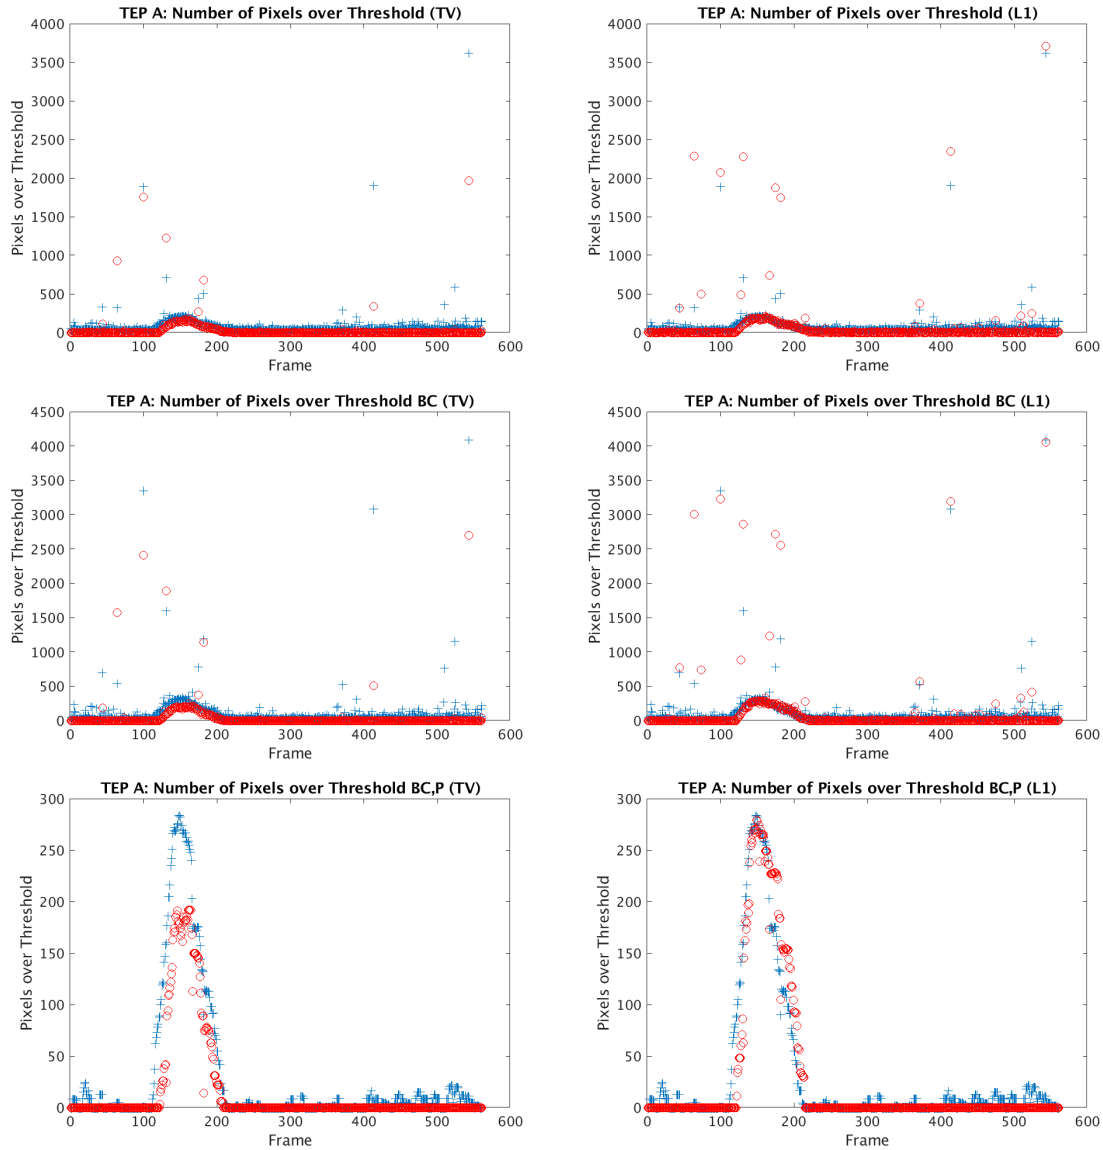 TEP A: Number of Pixels over Threshold (TV)
4000
3500
3000
2500
2000
1500
1000
500
0
Pixels over Threshold
0 100 200 300 400 500 600
Frame
TEP A: Number of Pixels over Threshold (L1)
4000
3500
3000
2500
2000
1500
1000
500
0
Pixels over Threshold
0 100 200 300 400 500 600
Frame
TEP A: Number of Pixels over Threshold BC (TV)
4500
4000
3500
3000
2500
2000
1500
1000
500
0
Pixels over Threshold
0 100 200 300 400 500 600
Frame
TEP A: Number of Pixels over Threshold BC (L1)
4500
4000
3500
3000
2500
2000
1500
1000
500
0
Pixels over Threshold
0 100 200 300 400 500 600
Frame
TEP A: Number of Pixels over Threshold BC,P (TV)
300
250
200
150
100
50
0
Pixels over Threshold
0 100 200 300 400 500 600
Frame
TEP A: Number of Pixels over Threshold BC,P (L1)
300
250
200
150
100
50
0
Pixels over Threshold
0 100 200 300 400 500 600
Frame